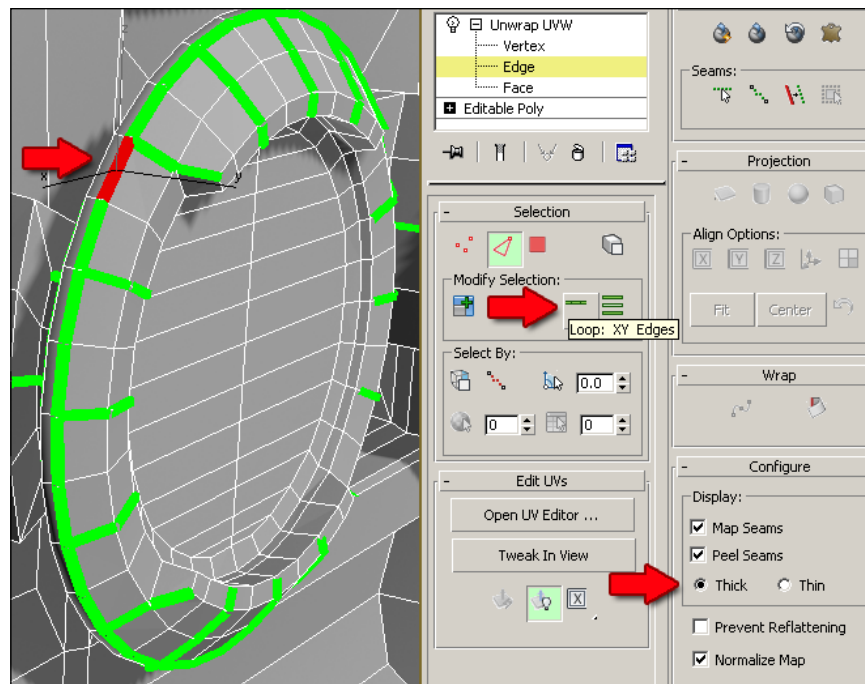 Unwrap UVW
Vertex
Edge
Face
Editable Poly
Selection
Modify Selection:
Loop: XY Edges
Select By:
0.0
0
0
Edit UVs
Open UV Editor ...
Tweak In View
X
Seams:
Projection
Align Options:
X
Y
Z
Fit
Center
Wrap
Configure
Display:
Map Seams
Peel Seams
Thick
Thin
Prevent Reflattening
Normalize Map
x
y
z